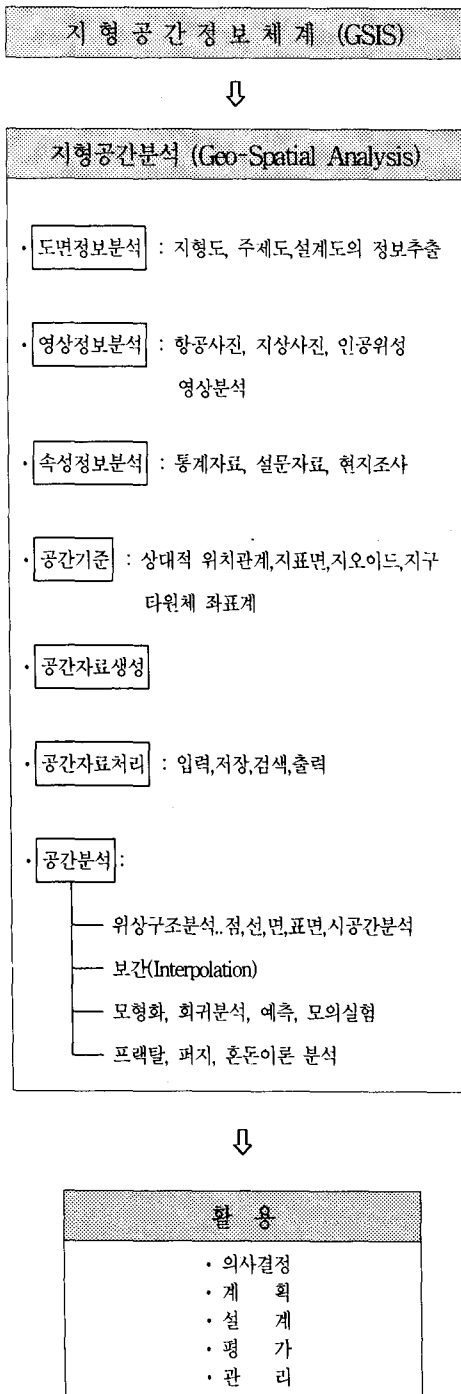 지 형 공 간 정 보 체 계 (GSIS)
⇩
지형공간분석 (Geo-Spatial Analysis)
· 도면정보분석 : 지형도, 주제도,설계도의 정보추출
· 영상정보분석 : 항공사진, 지상사진, 인공위성
영상분석
· 속성정보분석 : 통계자료, 설문자료, 현지조사
· 공간기준 : 상대적 위치관계,지표면,지오이드,지구
타원체 좌표계
· 공간자료생성
· 공간자료처리 : 입력,저장,검색,출력
· 공간분석 :
위상구조분석..점,선,면,표면,시공간분석
보간(Interpolation)
모형화, 회귀분석, 예측, 모의실험
프랙탈, 퍼지, 혼돈이론 분석
⇩
활 용
· 의사결정
· 계 획
· 설 계
· 평 가
· 관 리